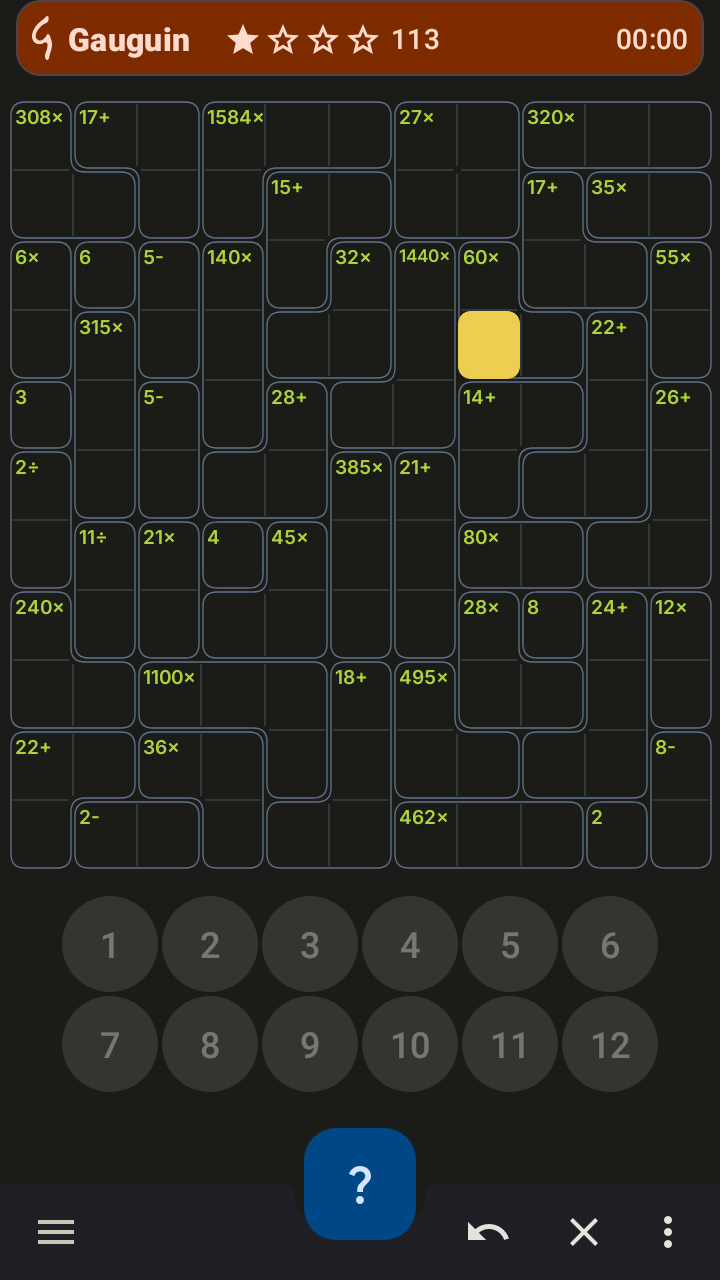 Gauguin 113 00:00
308× 17+ 1584× 27× 320×
15+ 17+ 35×
6× 6 5- 140× 32× 1440× 60× 55×
315× 22+
3 5- 28+ 14+ 26+
2÷ 385× 21+
11÷ 21× 4 45× 80×
240× 28× 8 24+ 12×
1100× 18+ 495×
22+ 36× 8-
2- 462× 2
1 2 3 4 5 6
7 8 9 10 11 12
?